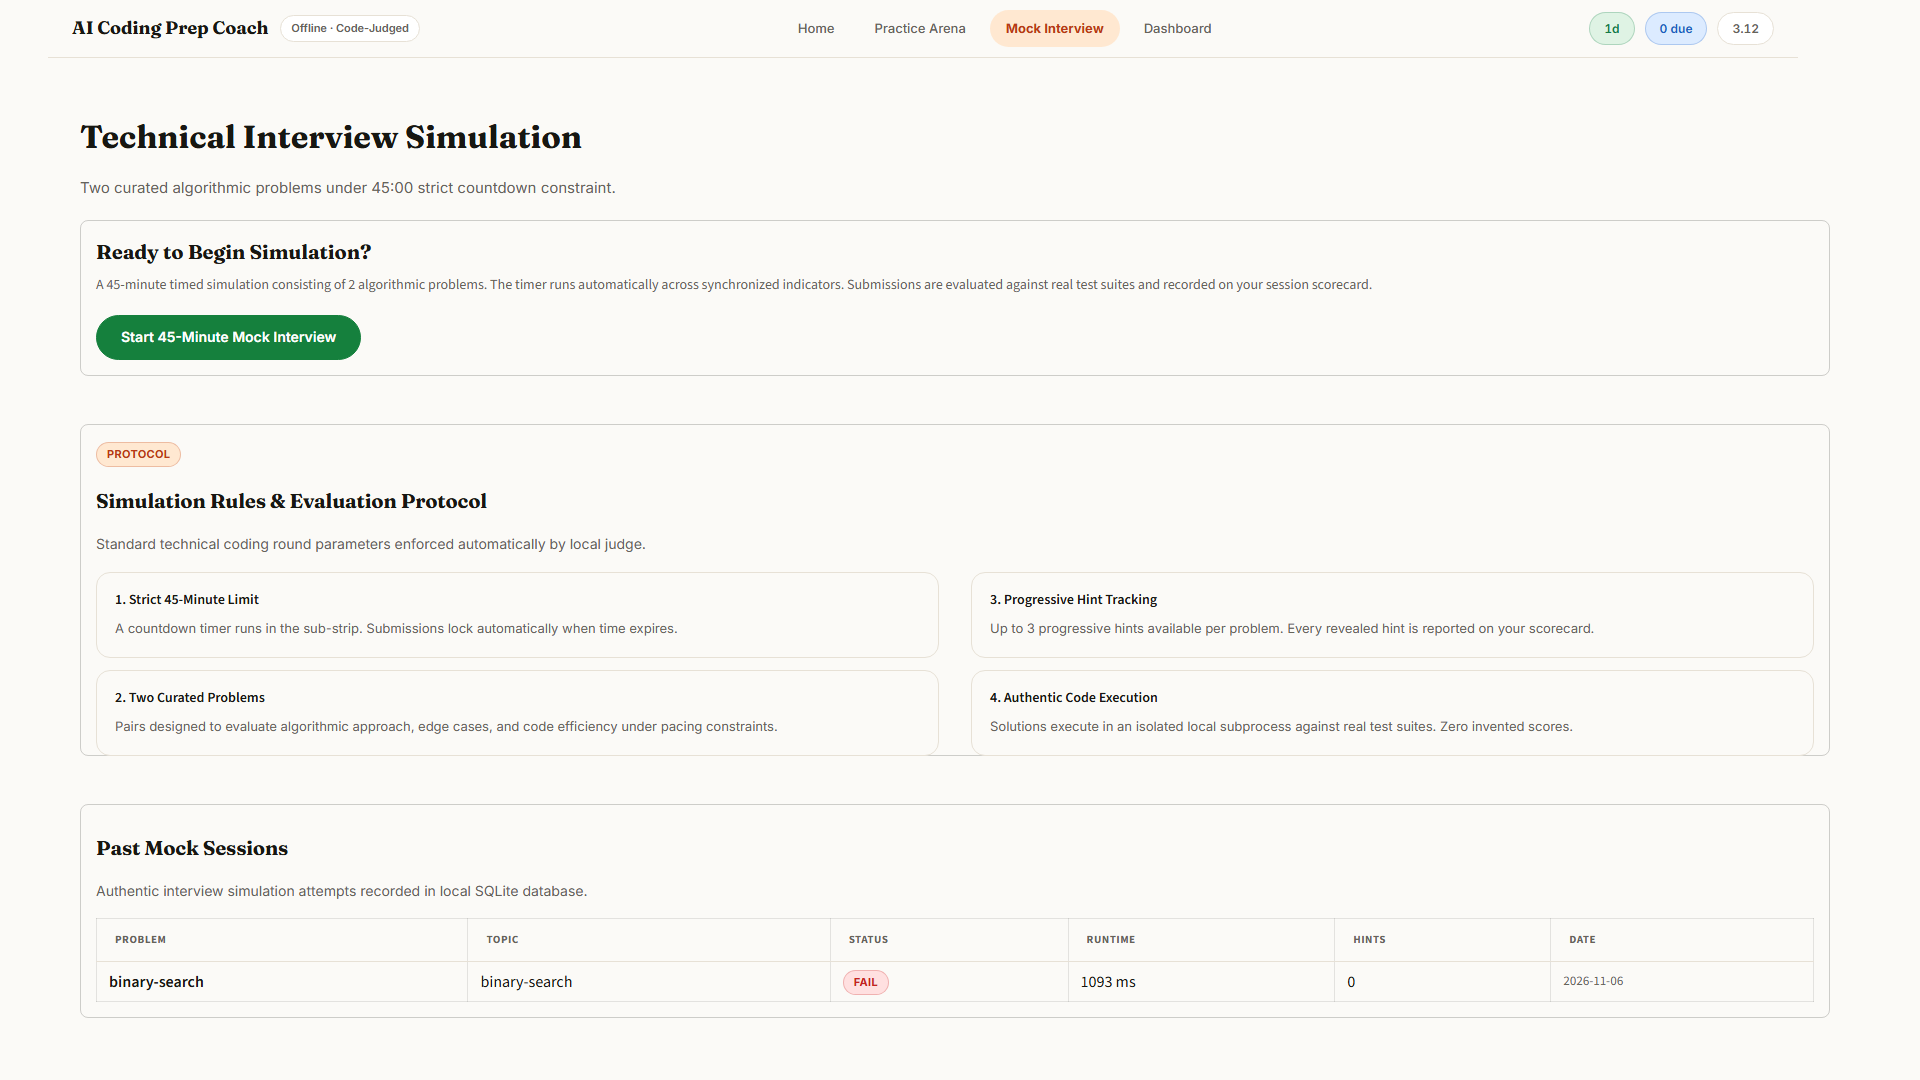 AI Coding Prep Coach
Offline · Code-Judged
Home
Practice Arena
Mock Interview
Dashboard
1d
0 due
3.12
Technical Interview Simulation
Two curated algorithmic problems under 45:00 strict countdown constraint.
Ready to Begin Simulation?
A 45-minute timed simulation consisting of 2 algorithmic problems. The timer runs automatically across synchronized indicators. Submissions are evaluated against real test suites and recorded on your session scorecard.
Start 45-Minute Mock Interview
PROTOCOL
Simulation Rules & Evaluation Protocol
Standard technical coding round parameters enforced automatically by local judge.
1. Strict 45-Minute Limit
A countdown timer runs in the sub-strip. Submissions lock automatically when time expires.
2. Two Curated Problems
Pairs designed to evaluate algorithmic approach, edge cases, and code efficiency under pacing constraints.
3. Progressive Hint Tracking
Up to 3 progressive hints available per problem. Every revealed hint is reported on your scorecard.
4. Authentic Code Execution
Solutions execute in an isolated local subprocess against real test suites. Zero invented scores.
Past Mock Sessions
Authentic interview simulation attempts recorded in local SQLite database.
PROBLEM TOPIC STATUS RUNTIME HINTS DATE
binary-search binary-search FAIL 1093 ms 0 2026-11-06